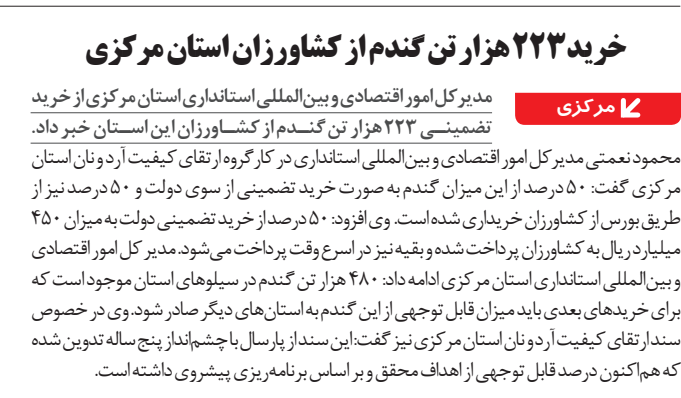 خرید ۲۲۳ هزار تن گندم از کشاورزان استان مرکزی
مرکزی
مدیر کل امور اقتصادی و بین‌المللی استانداری استان مرکزی از خرید
تضمینــی ۲۲۳ هزار تن گنــدم از کشــاورزان این اســتان خبر داد.
محمود نعمتی مدیر کل امور اقتصادی و بین‌المللی استانداری در کارگروه ارتقای کیفیت آرد و نان استان
مرکزی گفت: ۵۰ درصد از این میزان گندم به صورت خرید تضمینی از سوی دولت و ۵۰ درصد نیز از
طریق بورس از کشاورزان خریداری شده است. وی افزود: ۵۰ درصد از خرید تضمینی دولت به میزان ۴۵۰
میلیارد ریال به کشاورزان پرداخت شده و بقیه نیز در اسرع وقت پرداخت می‌شود. مدیر کل امور اقتصادی
و بین‌المللی استانداری استان مرکزی ادامه داد: ۴۸۰ هزار تن گندم در سیلوهای استان موجود است که
برای خریدهای بعدی باید میزان قابل توجهی از این گندم به استان‌های دیگر صادر شود. وی در خصوص
سند ارتقای کیفیت آرد و نان استان مرکزی نیز گفت: این سند از پارسال با چشم‌انداز پنج ساله تدوین شده
که هم‌اکنون درصد قابل توجهی از اهداف محقق و بر اساس برنامه‌ریزی پیشروی داشته است.